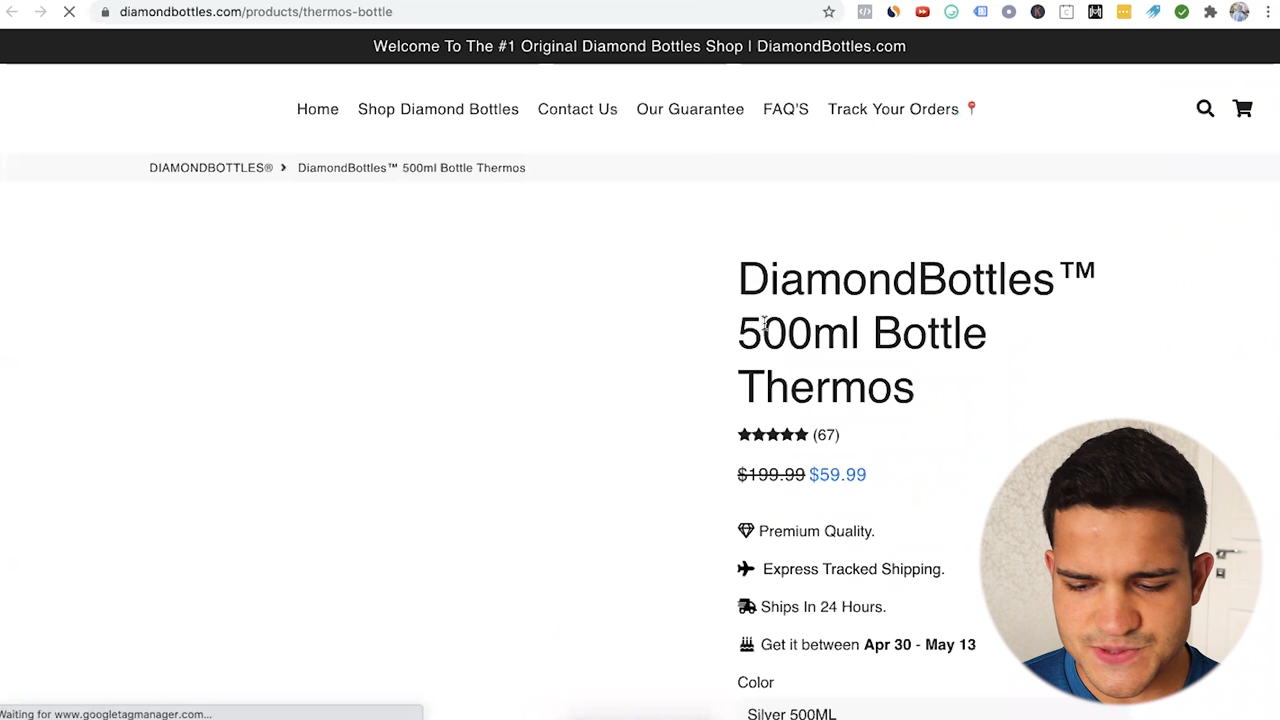 diamondbottles.com/products/thermos-bottle
Welcome To The #1 Original Diamond Bottles Shop | DiamondBottles.com
Home Shop Diamond Bottles Contact Us Our Guarantee FAQ'S Track Your Orders
DIAMONDBOTTLES® > DiamondBottles™ 500ml Bottle Thermos
DiamondBottles™
500ml Bottle
Thermos
(67)
$199.99 $59.99
Premium Quality.
Express Tracked Shipping.
Ships In 24 Hours.
Get it between Apr 30 - May 13
Color
Silver 500ML
Waiting for www.googletagmanager.com...